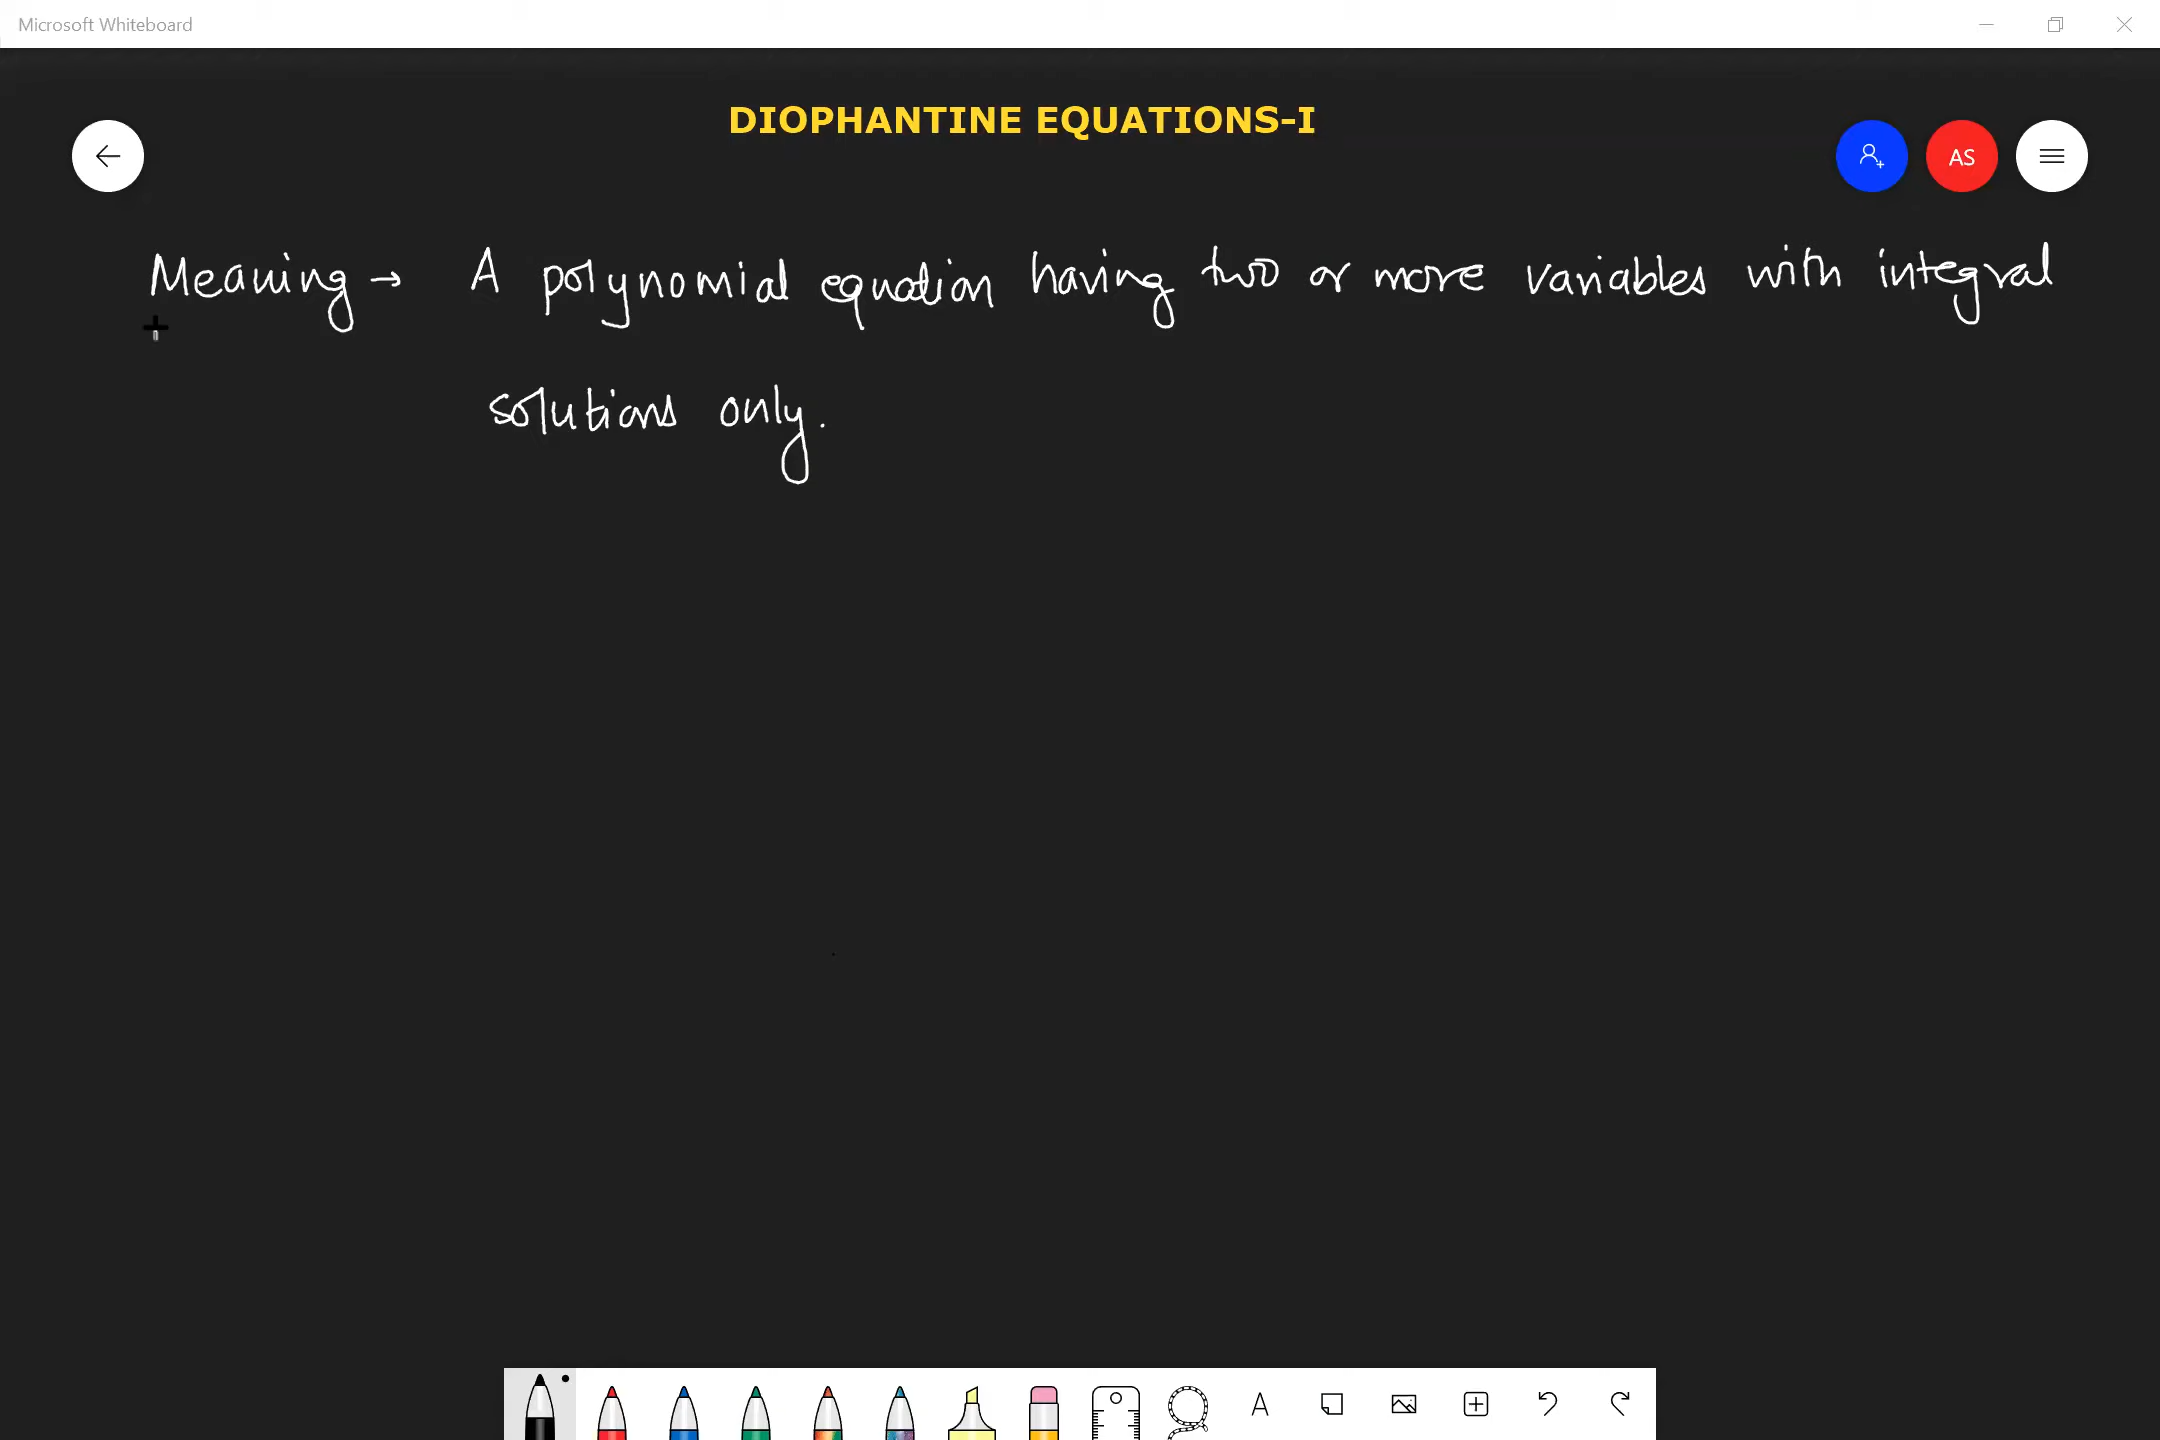 Microsoft Whiteboard
DIOPHANTINE EQUATIONS-I
AS
Meaning → A polynomial equation having two or more variables with integral
solutions only.